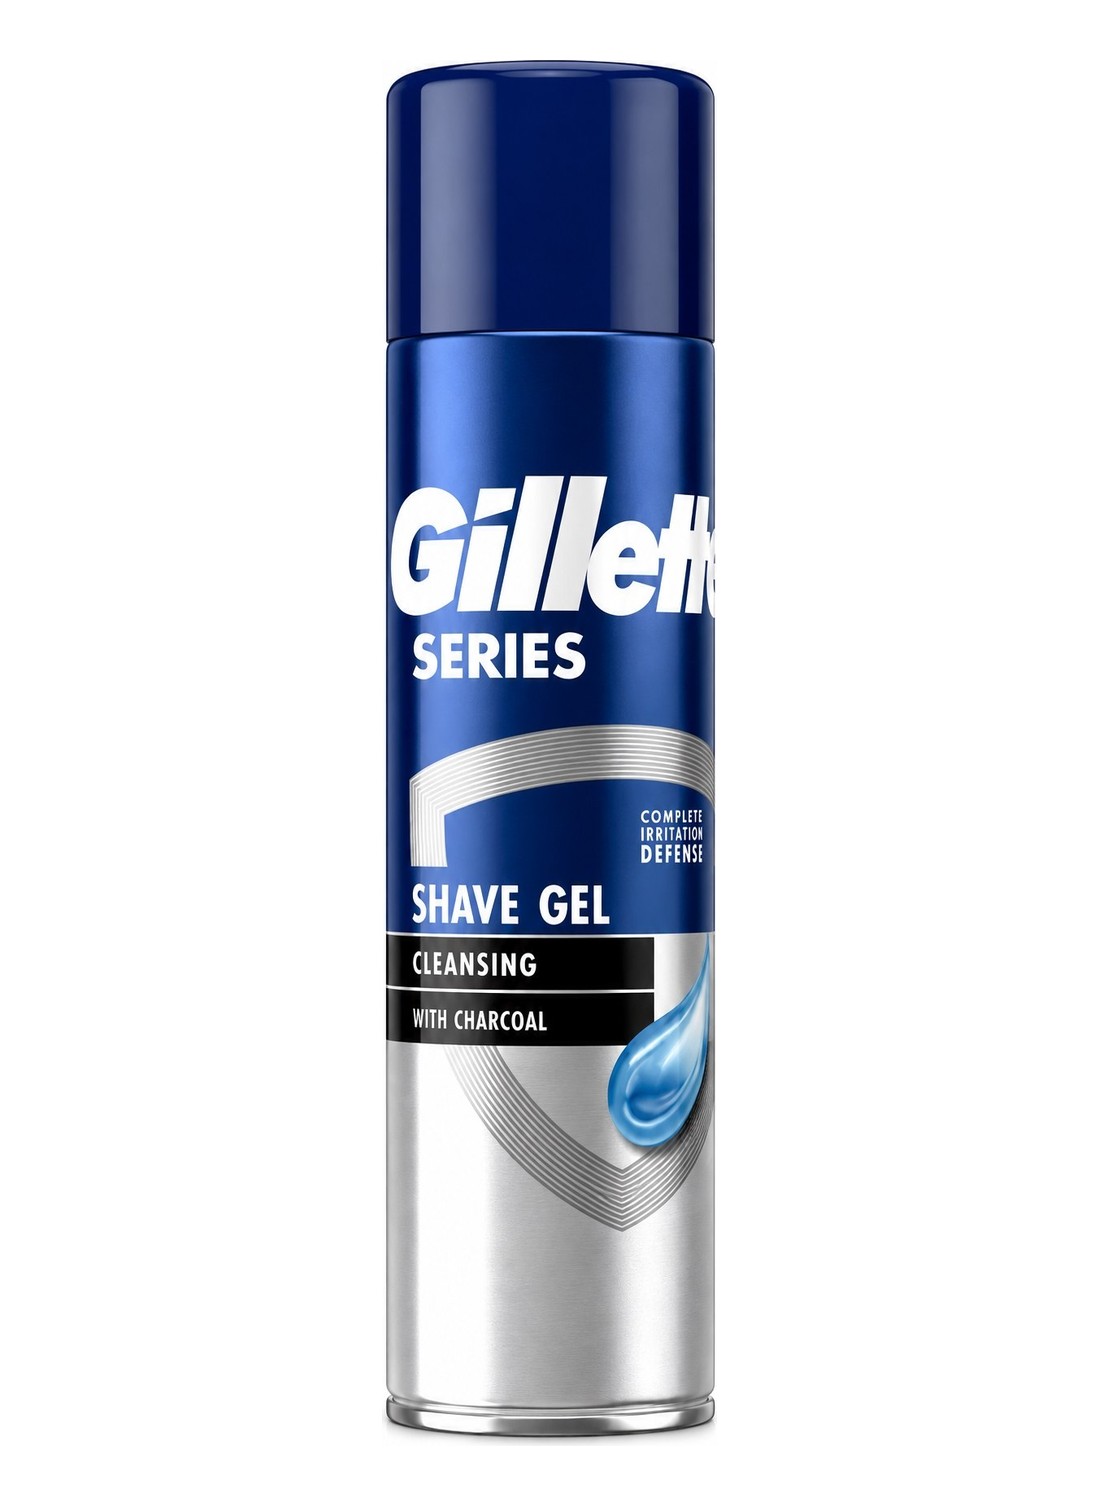 Gillette
SERIES
COMPLETE
IRRITATION
DEFENSE
SHAVE GEL
CLEANSING
WITH CHARCOAL